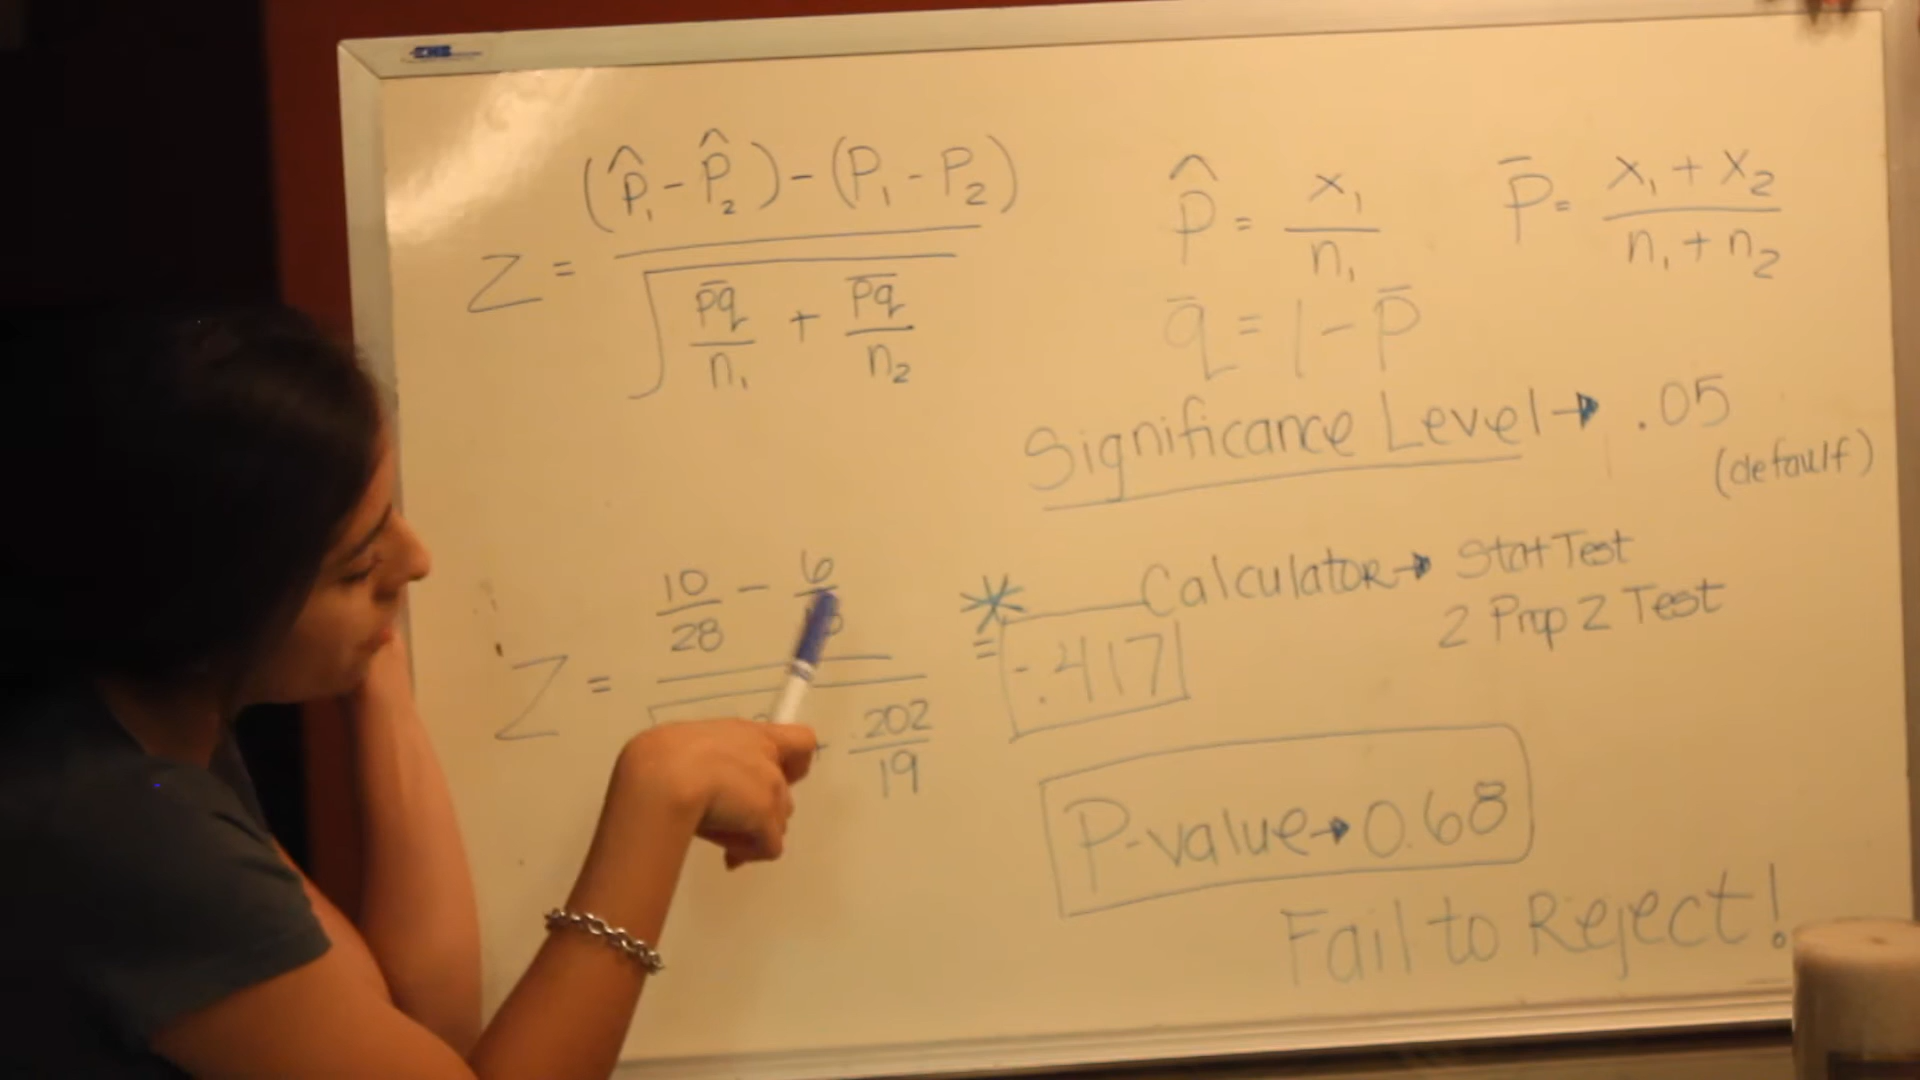 Z = (p̂₁ - p̂₂) - (P₁ - P₂)
√ p̄q̄/n₁ + p̄q̄/n₂
p̂ = x₁/n₁
p̄ = x₁ + x₂ / n₁ + n₂
q̄ = 1 - p̄
Significance Level → .05
(default)
Z = 10/28 - 6
+ .202/19
= -.417
* Calculator → Stat Test
2 Prop Z Test
P-value → 0.68
Fail to Reject!